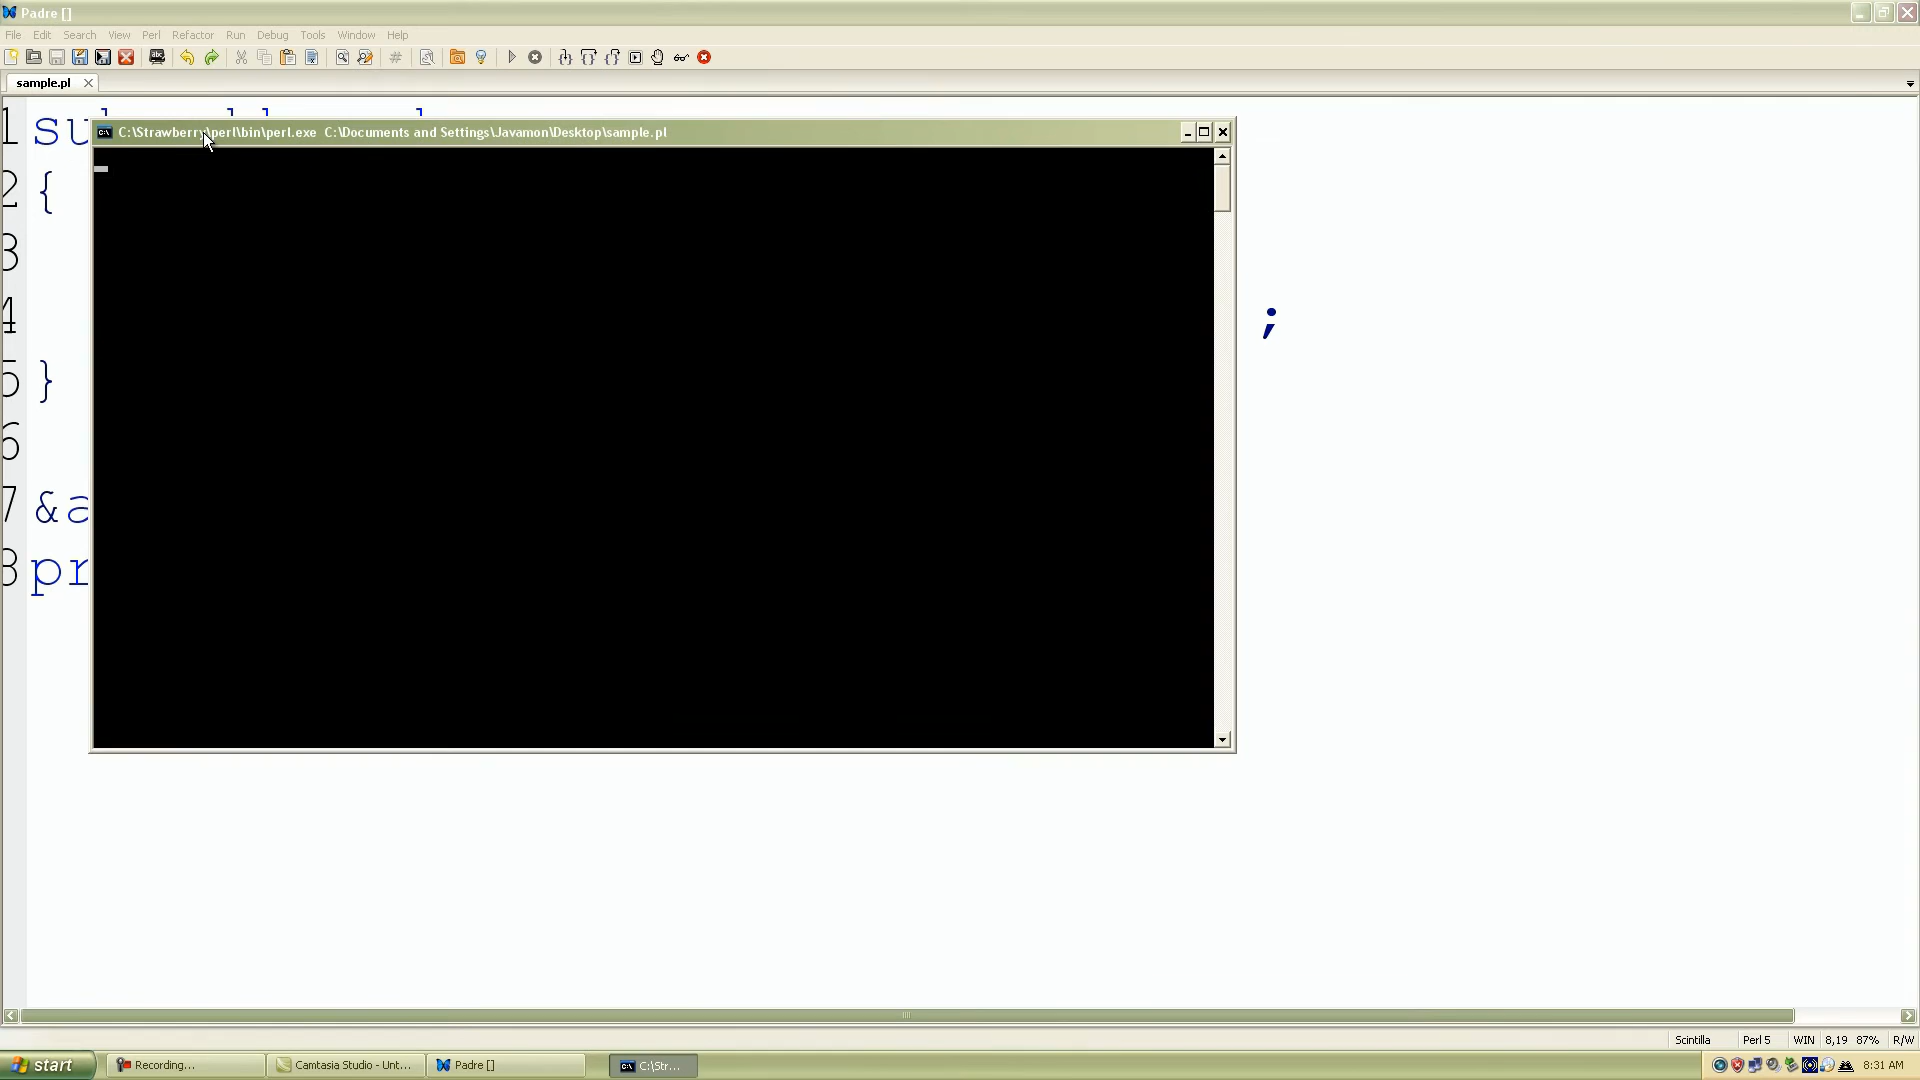 Padre []
File Edit Search View Perl Refactor Run Debug Tools Window Help
sample.pl
1 su
C:\Strawberry\perl\bin\perl.exe C:\Documents and Settings\Javamon\Desktop\sample.pl
2 {
3
4 ;
5 }
6
7 &a
8 pr
Scintilla Perl 5 WIN 8,19 87% R/W
start Recording... Camtasia Studio - Unt... Padre [] C:\Str... 8:31 AM